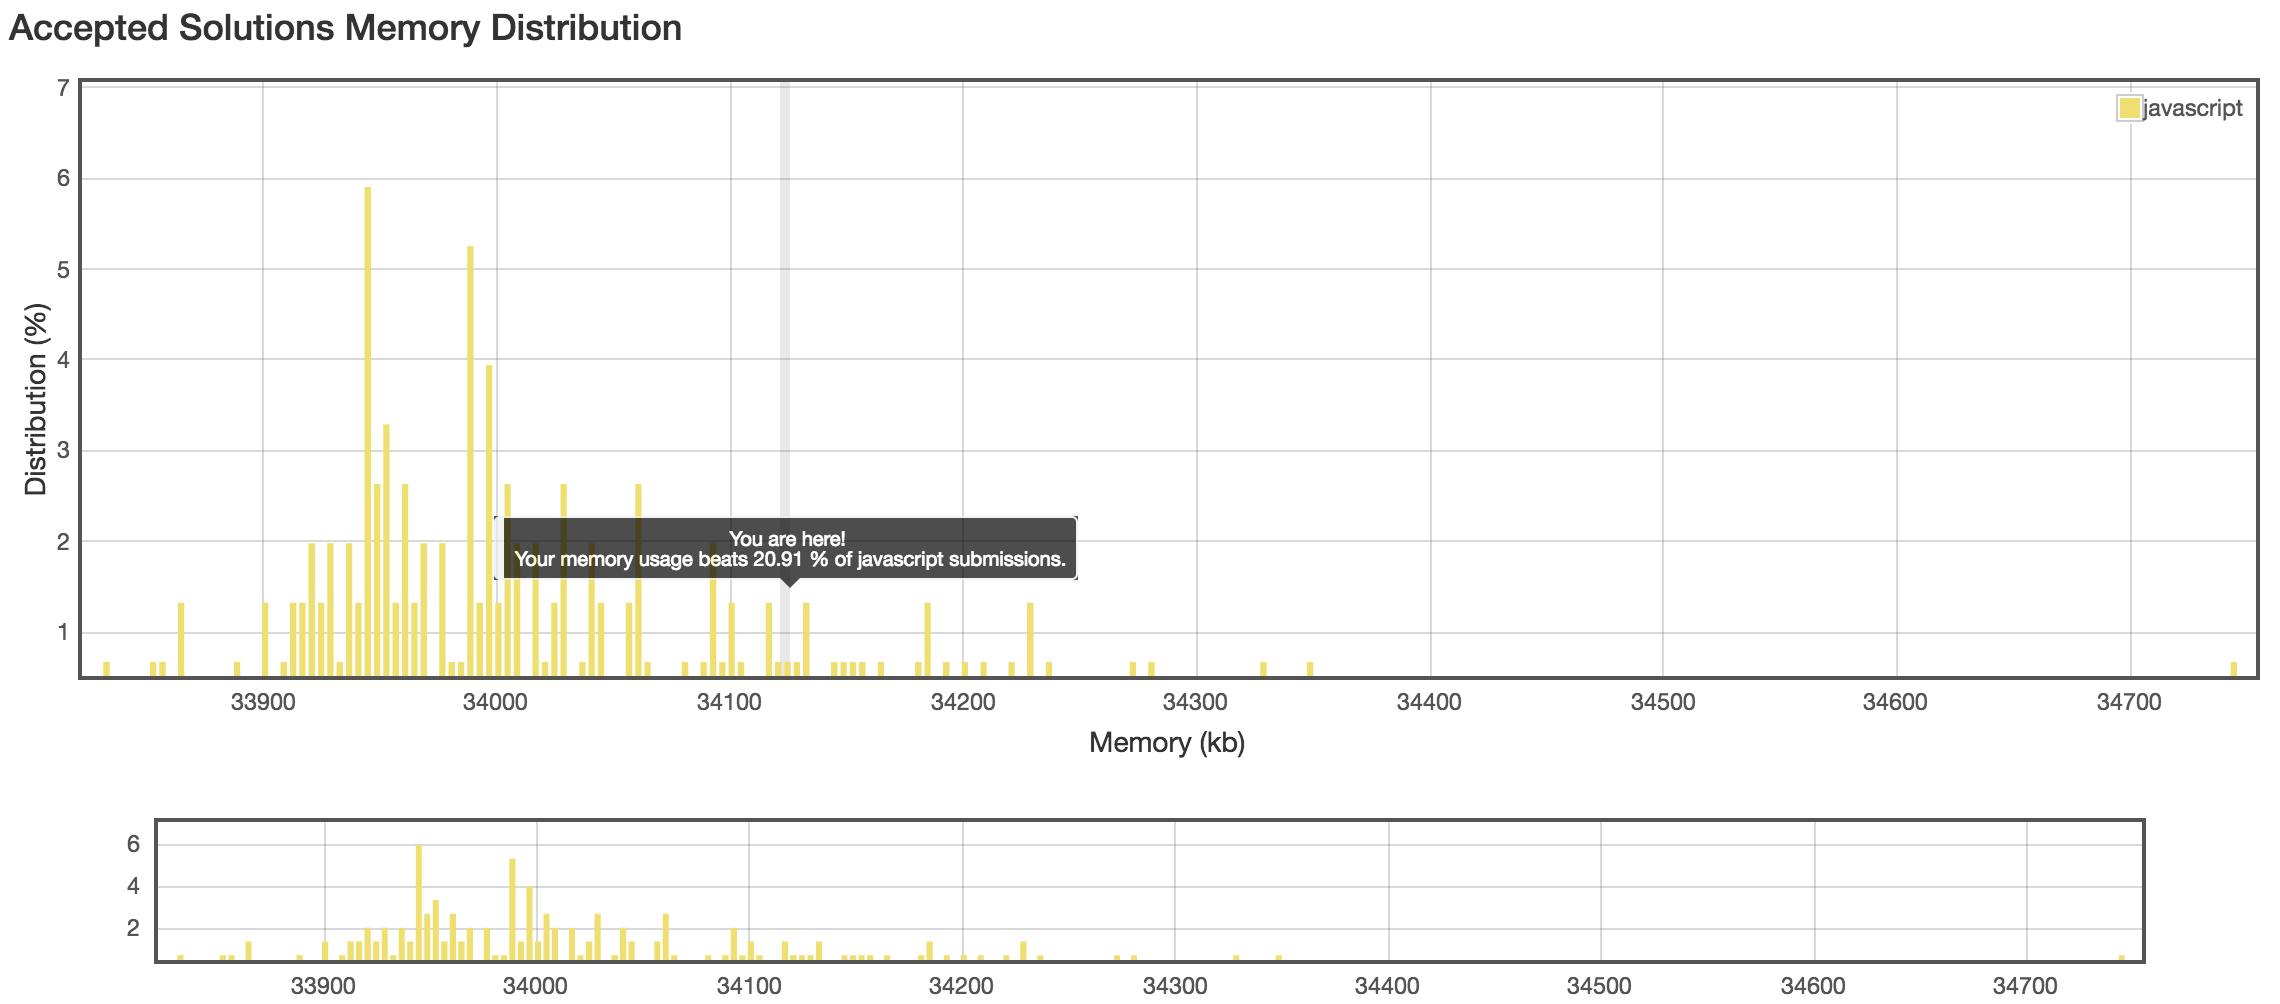 Accepted Solutions Memory Distribution
7
javascript
6
5
4
3
2
1
Distribution (%)
You are here!
Your memory usage beats 20.91 % of javascript submissions.
33900 34000 34100 34200 34300 34400 34500 34600 34700
Memory (kb)
6
4
2
33900 34000 34100 34200 34300 34400 34500 34600 34700